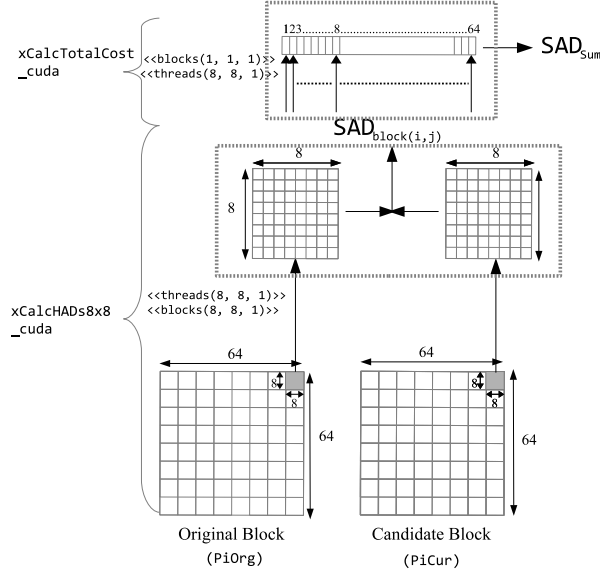 123..................8.......................................64
xCalcTotalCost
_cuda
<<blocks(1, 1, 1)>>
<<threads(8, 8, 1)>>
SADSum
SADblock(i,j)
8
8
8
<<threads(8, 8, 1)>>
<<blocks(8, 8, 1)>>
xCalcHADs8x8
_cuda
64
64
8
8
8
8
64
64
Original Block
Candidate Block
(PiOrg)
(PiCur)